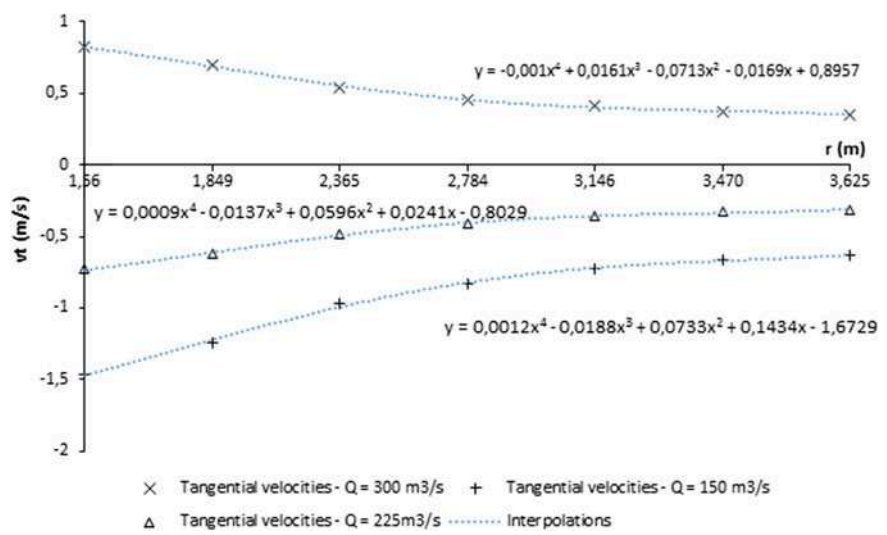 1
y = -0,001x⁴ + 0,0161x³ - 0,0713x² - 0,0169x + 0,8957
0,5
r (m)
0
1,56 1,849 2,365 2,784 3,146 3,470 3,625
y = 0,0009x⁴ - 0,0137x³ + 0,0596x² + 0,0241x - 0,8029
vt (m/s)
-0,5
-1
y = 0,0012x⁴ - 0,0188x³ + 0,0733x² + 0,1434x - 1,6729
-1,5
-2
Tangential velocities - Q = 300 m3/s
Tangential velocities - Q = 150 m3/s
Tangential velocities - Q = 225m3/s
Interpolations